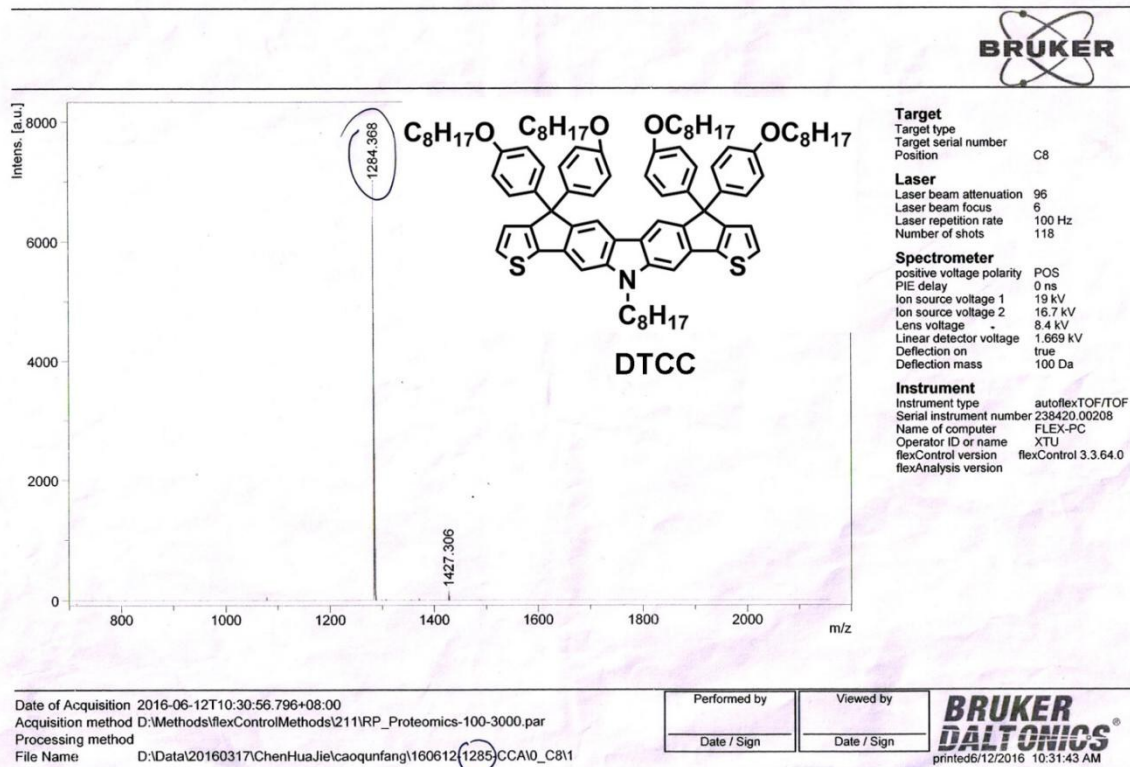 BRUKER
Intens. [a.u.]
8000
6000
4000
2000
0
1284.368
1427.306
800
1000
1200
1400
1600
1800
2000
m/z
C8H17O
C8H17O
OC8H17
OC8H17
S
S
N
C8H17
DTCC
Target
Target type
Target serial number
Position C8
Laser
Laser beam attenuation 96
Laser beam focus 6
Laser repetition rate 100 Hz
Number of shots 118
Spectrometer
positive voltage polarity POS
PIE delay 0 ns
Ion source voltage 1 19 kV
Ion source voltage 2 16.7 kV
Lens voltage 8.4 kV
Linear detector voltage 1.669 kV
Deflection on true
Deflection mass 100 Da
Instrument
Instrument type autoflexTOF/TOF
Serial instrument number 238420.00208
Name of computer FLEX-PC
Operator ID or name XTU
flexControl version flexControl 3.3.64.0
flexAnalysis version
Date of Acquisition 2016-06-12T10:30:56.796+08:00
Acquisition method D:\Methods\flexControlMethods\211\RP_Proteomics-100-3000.par
Processing method
File Name D:\Data\20160317\ChenHuaJie\caoqunfang\160612-1285-CCA\0_C8\1
Performed by
Date / Sign
Viewed by
Date / Sign
BRUKER
DALTONICS®
printed6/12/2016 10:31:43 AM